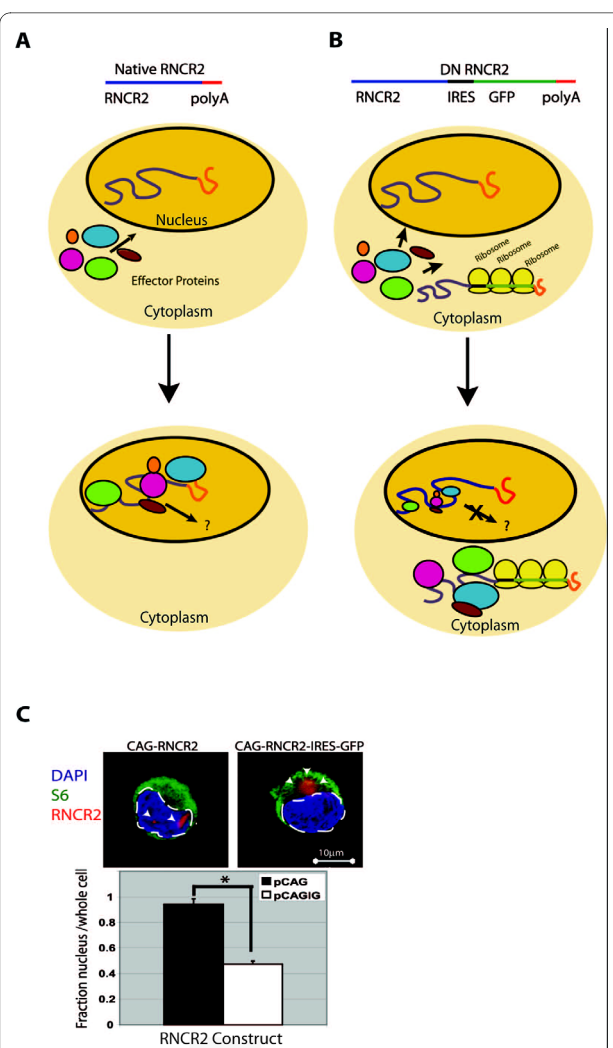 A
Native RNCR2
RNCR2 polyA
Nucleus
Effector Proteins
Cytoplasm
?
Cytoplasm
B
DN RNCR2
RNCR2 IRES GFP polyA
Ribosome
Ribosome
Ribosome
Cytoplasm
X
?
Cytoplasm
C
CAG-RNCR2 CAG-RNCR2-IRES-GFP
DAPI
S6
RNCR2
10μm
Fraction nucleus /whole cell
1
0.8
0.6
0.4
0.2
0
*
pCAG
pCAGIG
RNCR2 Construct